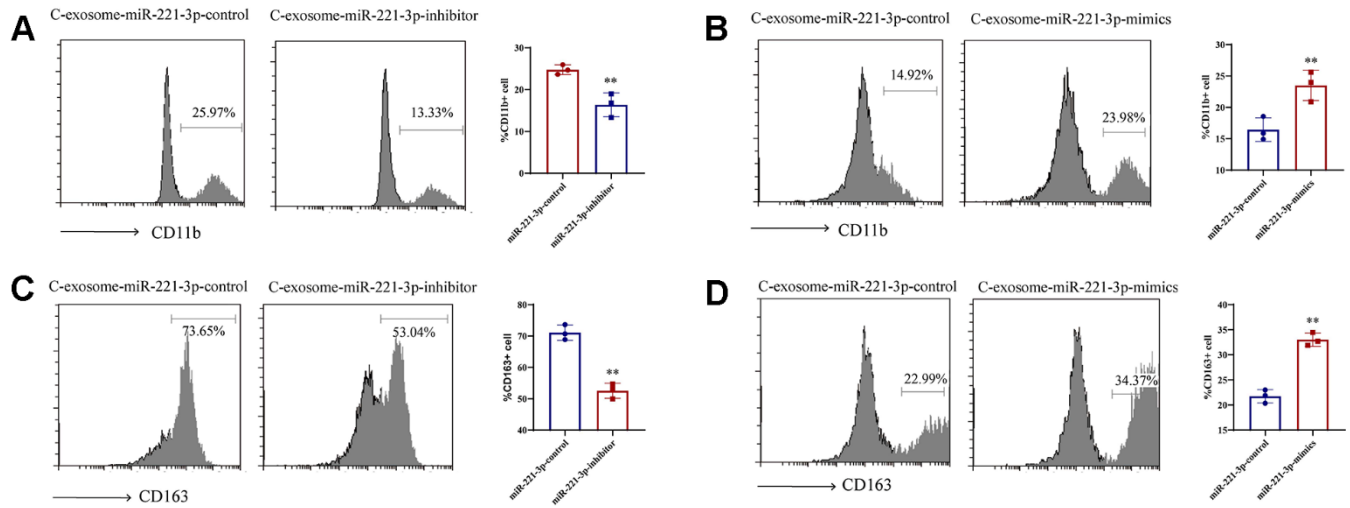 A
C-exosome-miR-221-3p-control
C-exosome-miR-221-3p-inhibitor
25.97%
13.33%
CD11b
%CD11b+ cell
30
20
10
0
**
miR-221-3p-control
miR-221-3p-inhibitor
B
C-exosome-miR-221-3p-control
C-exosome-miR-221-3p-mimics
14.92%
23.98%
CD11b
%CD11b+ cell
30
25
20
15
10
**
miR-221-3p-control
miR-221-3p-mimics
C
C-exosome-miR-221-3p-control
C-exosome-miR-221-3p-inhibitor
73.65%
53.04%
CD163
%CD163+ cell
80
70
60
50
40
**
miR-221-3p-control
miR-221-3p-inhibitor
D
C-exosome-miR-221-3p-control
C-exosome-miR-221-3p-mimics
22.99%
34.37%
CD163
%CD163+ cell
40
35
30
25
20
15
**
miR-221-3p-control
miR-221-3p-mimics